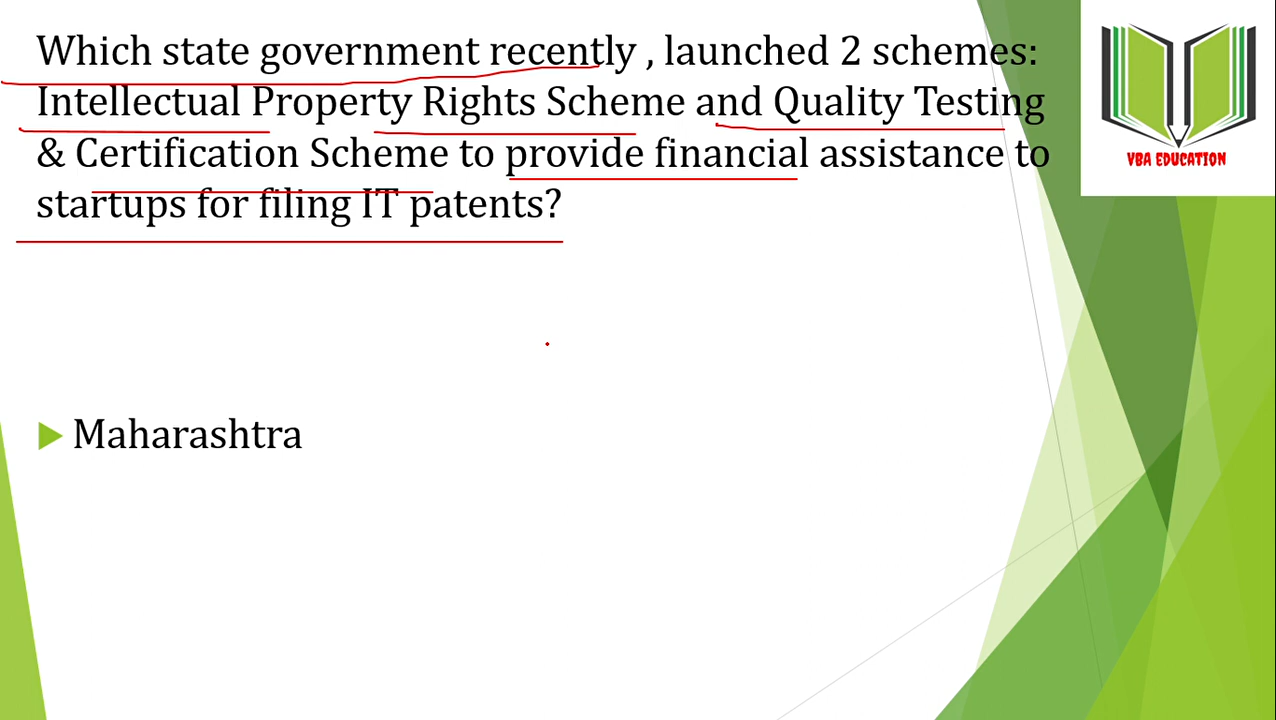 Which state government recently , launched 2 schemes:
Intellectual Property Rights Scheme and Quality Testing
& Certification Scheme to provide financial assistance to
startups for filing IT patents?
VBA EDUCATION
Maharashtra